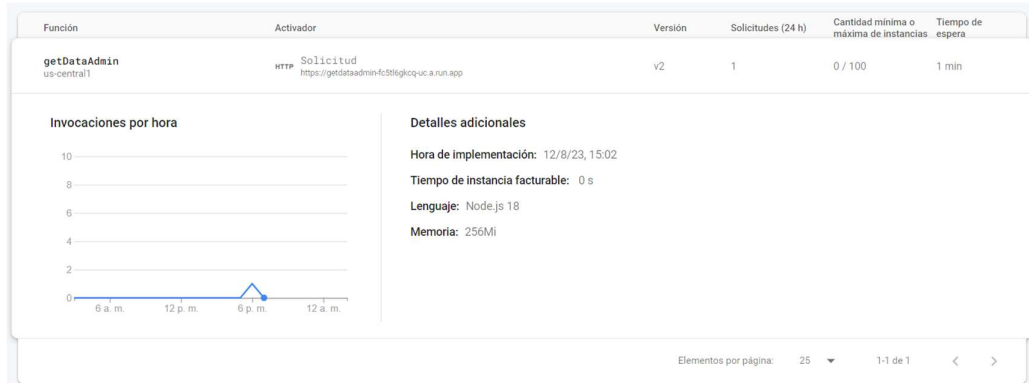 Función Activador Versión Solicitudes (24 h) Cantidad mínima o máxima de instancias Tiempo de espera
getDataAdmin
us-central1
HTTP Solicitud
https://getdataadmin-fc5tl6gkcq-uc.a.run.app
v2 1 0 / 100 1 min
Invocaciones por hora
10
8
6
4
2
0
6 a. m. 12 p. m. 6 p. m. 12 a. m.
Detalles adicionales
Hora de implementación: 12/8/23, 15:02
Tiempo de instancia facturable: 0 s
Lenguaje: Node.js 18
Memoria: 256Mi
Elementos por página: 25 1-1 de 1